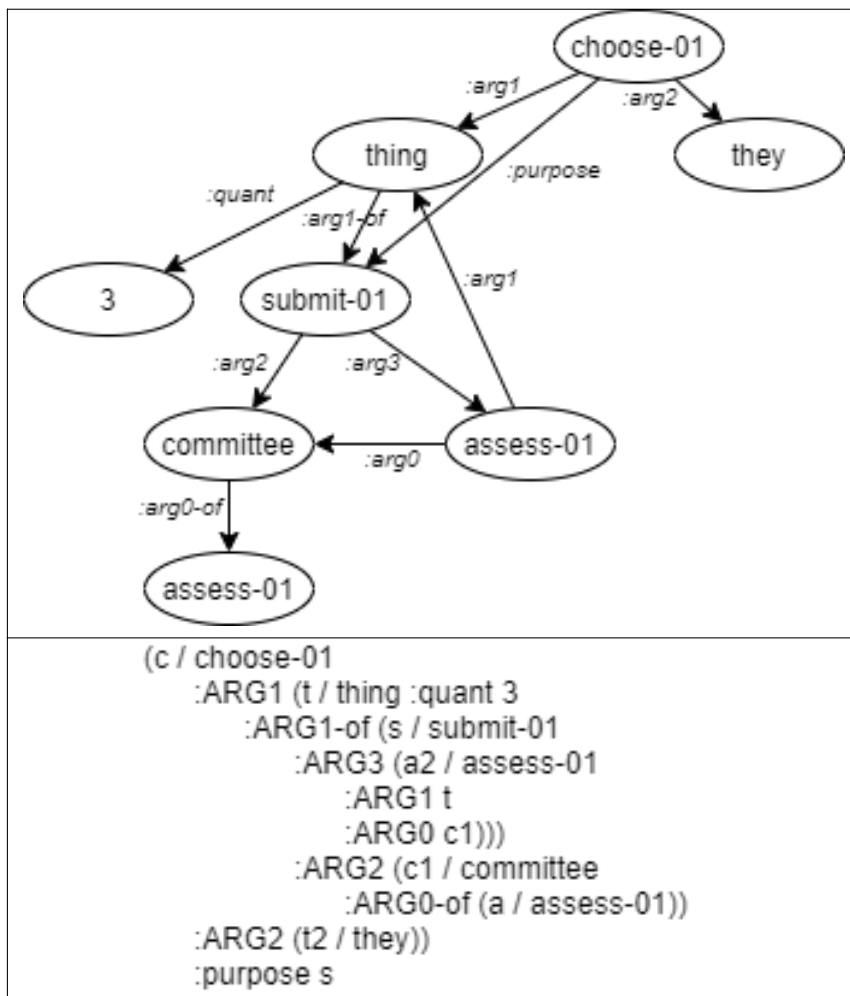 choose-01
:arg1
:arg2
thing
they
:purpose
:quant
:arg1-of
3
submit-01
:arg1
:arg2
:arg3
committee
assess-01
:arg0
:arg0-of
assess-01
(c / choose-01
:ARG1 (t / thing :quant 3
:ARG1-of (s / submit-01
:ARG3 (a2 / assess-01
:ARG1 t
:ARG0 c1)))
:ARG2 (c1 / committee
:ARG0-of (a / assess-01))
:ARG2 (t2 / they))
:purpose s